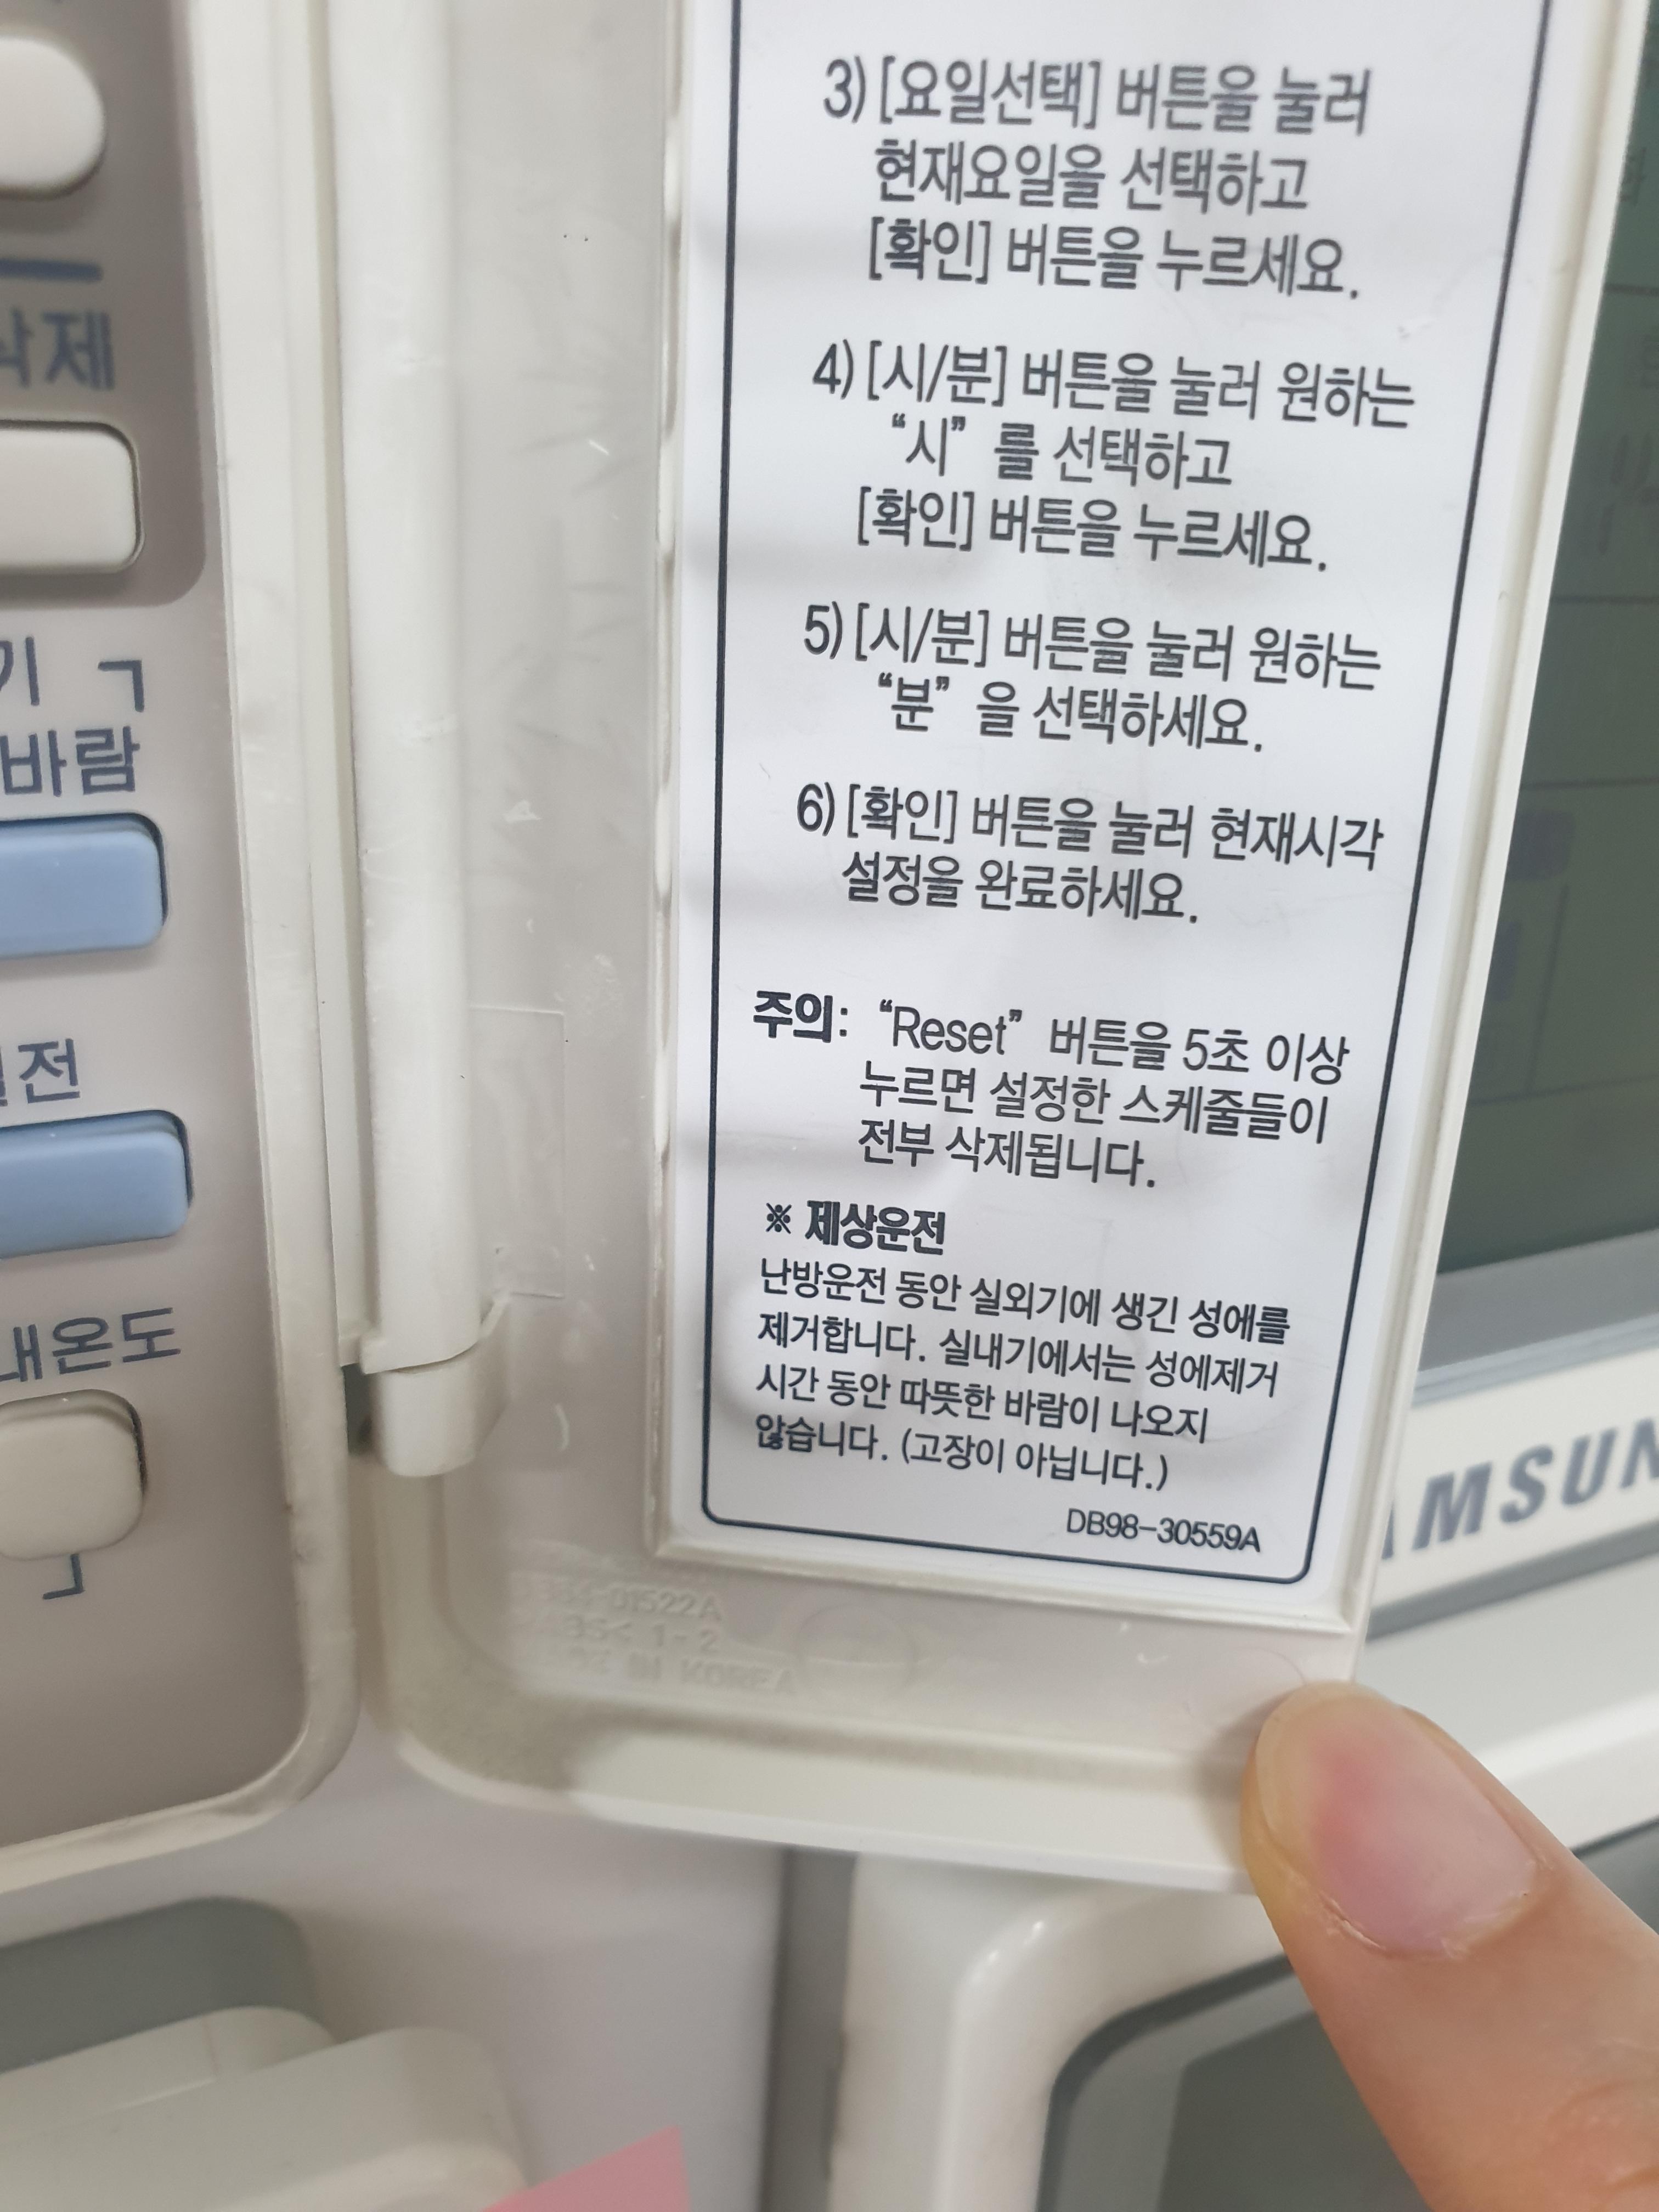 3) [요일선택] 버튼을 눌러
현재요일을 선택하고
[확인] 버튼을 누르세요.
4) [시/분] 버튼을 눌러 원하는
“시” 를 선택하고
[확인] 버튼을 누르세요.
5) [시/분] 버튼을 눌러 원하는
“분” 을 선택하세요.
6) [확인] 버튼을 눌러 현재시각
설정을 완료하세요.
주의: “Reset” 버튼을 5초 이상
누르면 설정한 스케줄들이
전부 삭제됩니다.
※ 제상운전
난방운전 동안 실외기에 생긴 성애를
제거합니다. 실내기에서는 성에제거
시간 동안 따뜻한 바람이 나오지
않습니다. (고장이 아닙니다.)
DB98-30559A
삭제
기
바람
전
내온도
MSUN
01522A
1-2
IN KOREA